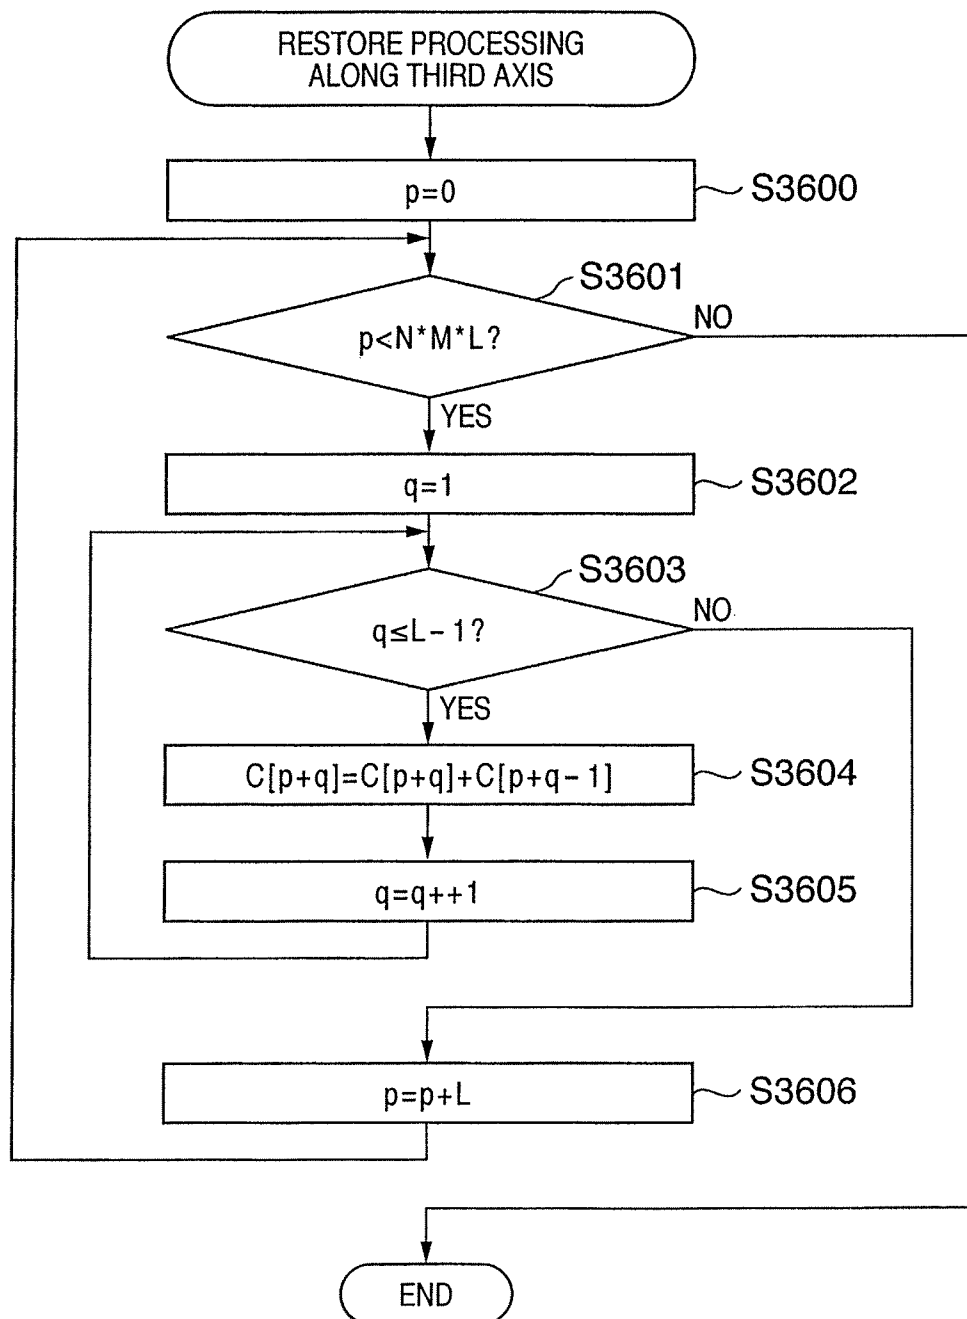 RESTORE PROCESSING
ALONG THIRD AXIS
p=0
S3600
S3601
p<N*M*L?
NO
YES
q=1
S3602
S3603
q≤L-1?
NO
YES
C[p+q]=C[p+q]+C[p+q-1]
S3604
q=q++1
S3605
p=p+L
S3606
END